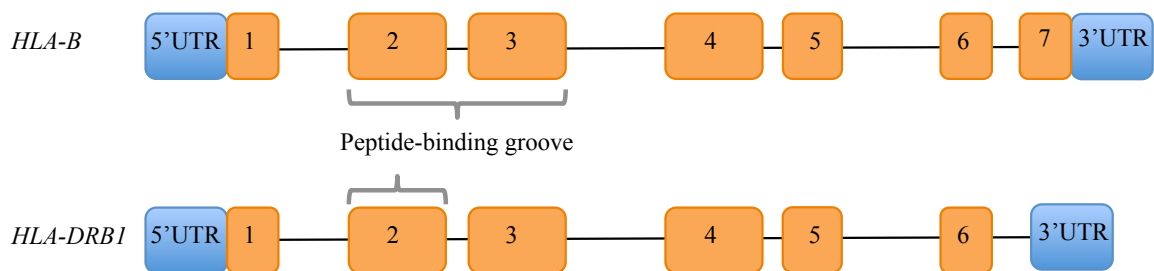 HLA-B 5’UTR 1 2 3 4 5 6 7 3’UTR
Peptide-binding groove
HLA-DRB1 5’UTR 1 2 3 4 5 6 3’UTR